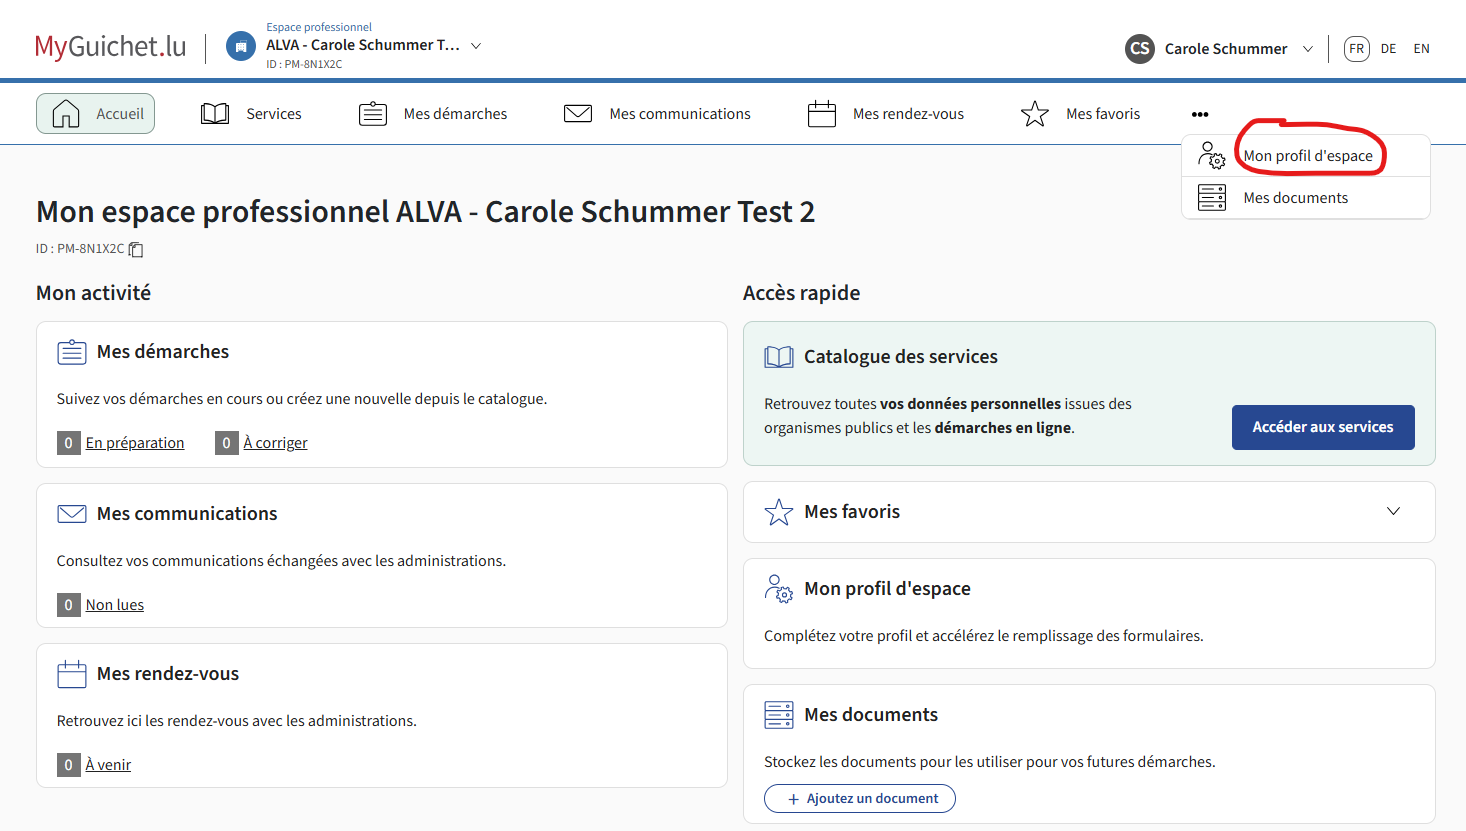 MyGuichet.lu
Espace professionnel
ALVA - Carole Schummer T...
ID : PM-8N1X2C
CS Carole Schummer
FR DE EN
Accueil Services Mes démarches Mes communications Mes rendez-vous Mes favoris
Mon profil d'espace
Mes documents
Mon espace professionnel ALVA - Carole Schummer Test 2
ID : PM-8N1X2C
Mon activité
Mes démarches
Suivez vos démarches en cours ou créez une nouvelle depuis le catalogue.
0 En préparation 0 À corriger
Mes communications
Consultez vos communications échangées avec les administrations.
0 Non lues
Mes rendez-vous
Retrouvez ici les rendez-vous avec les administrations.
0 À venir
Accès rapide
Catalogue des services
Retrouvez toutes vos données personnelles issues des
organismes publics et les démarches en ligne.
Accéder aux services
Mes favoris
Mon profil d'espace
Complétez votre profil et accélérez le remplissage des formulaires.
Mes documents
Stockez les documents pour les utiliser pour vos futures démarches.
+ Ajoutez un document